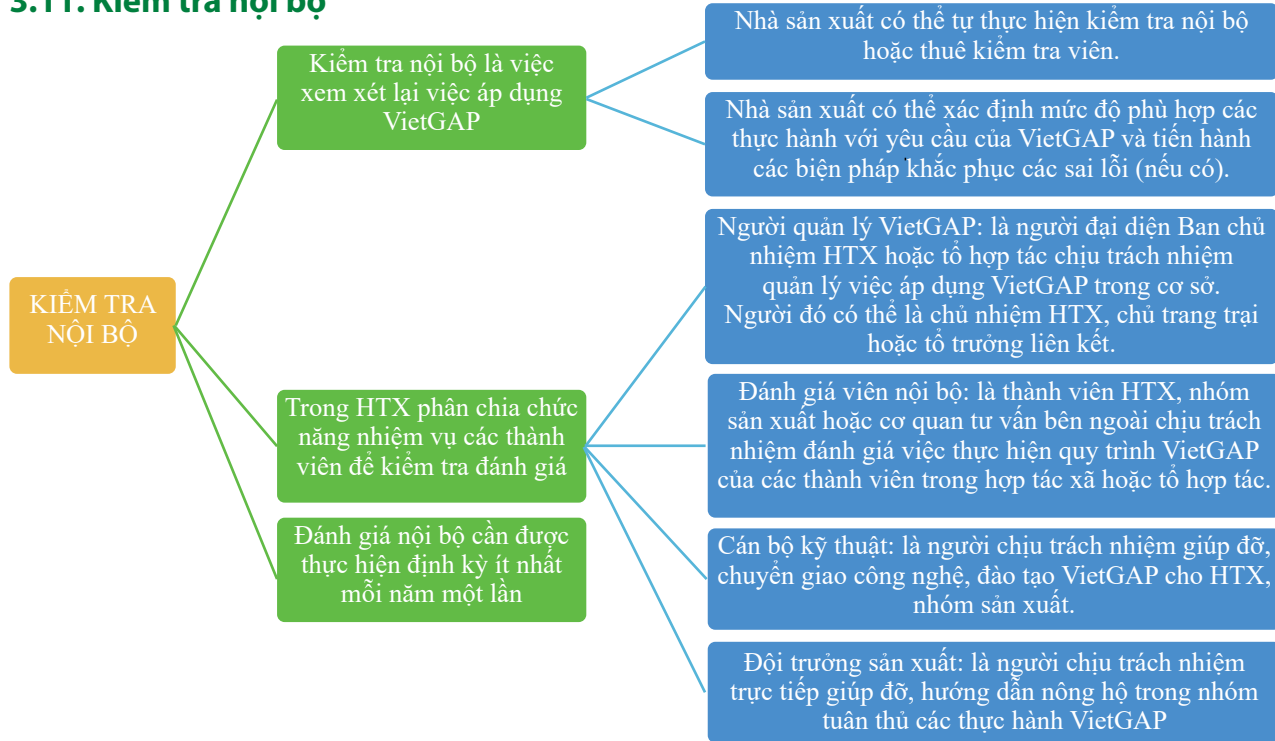 3.11. Kiểm tra nội bộ
KIỂM TRA
NỘI BỘ
Kiểm tra nội bộ là việc
xem xét lại việc áp dụng
VietGAP
Nhà sản xuất có thể tự thực hiện kiểm tra nội bộ
hoặc thuê kiểm tra viên.
Nhà sản xuất có thể xác định mức độ phù hợp các
thực hành với yêu cầu của VietGAP và tiến hành
các biện pháp khắc phục các sai lỗi (nếu có).
Trong HTX phân chia chức
năng nhiệm vụ các thành
viên để kiểm tra đánh giá
Người quản lý VietGAP: là người đại diện Ban chủ
nhiệm HTX hoặc tổ hợp tác chịu trách nhiệm
quản lý việc áp dụng VietGAP trong cơ sở.
Người đó có thể là chủ nhiệm HTX, chủ trang trại
hoặc tổ trưởng liên kết.
Đánh giá viên nội bộ: là thành viên HTX, nhóm
sản xuất hoặc cơ quan tư vấn bên ngoài chịu trách
nhiệm đánh giá việc thực hiện quy trình VietGAP
của các thành viên trong hợp tác xã hoặc tổ hợp tác.
Cán bộ kỹ thuật: là người chịu trách nhiệm giúp đỡ,
chuyển giao công nghệ, đào tạo VietGAP cho HTX,
nhóm sản xuất.
Đội trưởng sản xuất: là người chịu trách nhiệm
trực tiếp giúp đỡ, hướng dẫn nông hộ trong nhóm
tuân thủ các thực hành VietGAP
Đánh giá nội bộ cần được
thực hiện định kỳ ít nhất
mỗi năm một lần